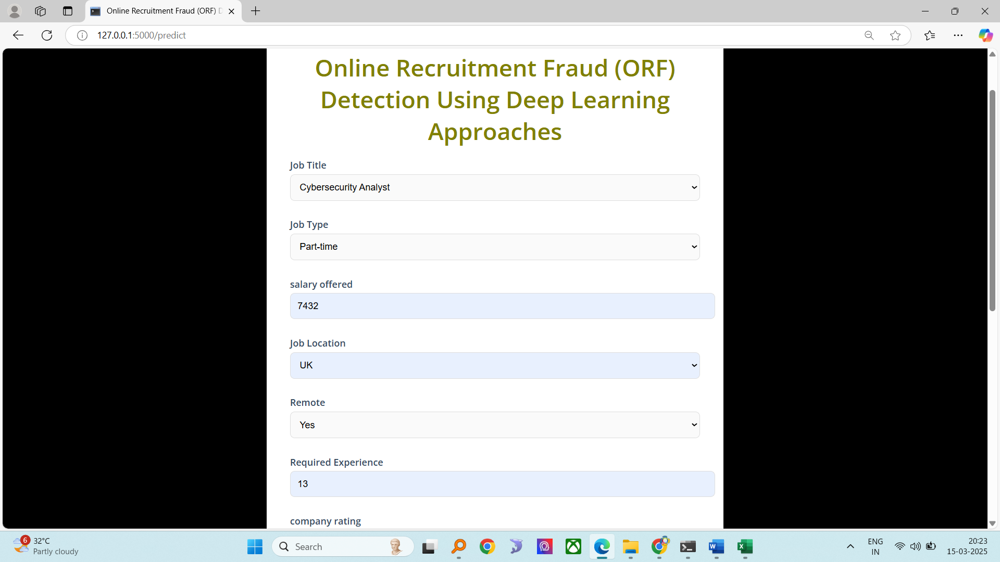 Online Recruitment Fraud (ORF) D
127.0.0.1:5000/predict
Online Recruitment Fraud (ORF)
Detection Using Deep Learning
Approaches
Job Title
Cybersecurity Analyst
Job Type
Part-time
salary offered
7432
Job Location
UK
Remote
Yes
Required Experience
13
company rating
6
32°C
Partly cloudy
Search
ENG
IN
20:23
15-03-2025